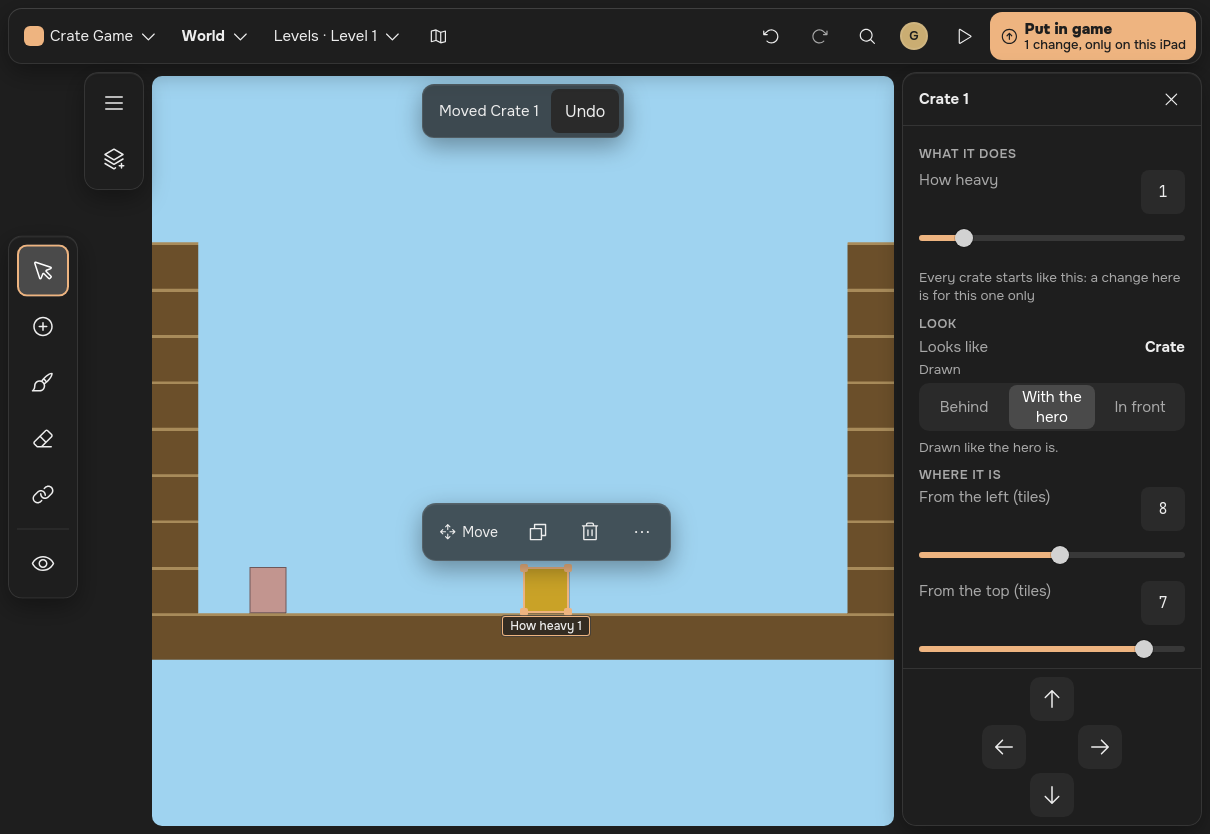 Crate Game
World
Levels · Level 1
G
Put in game
1 change, only on this iPad
Moved Crate 1
Undo
Move
How heavy 1
Crate 1
WHAT IT DOES
How heavy
1
Every crate starts like this: a change here
is for this one only
LOOK
Looks like
Crate
Drawn
Behind
With the
hero
In front
Drawn like the hero is.
WHERE IT IS
From the left (tiles)
8
From the top (tiles)
7